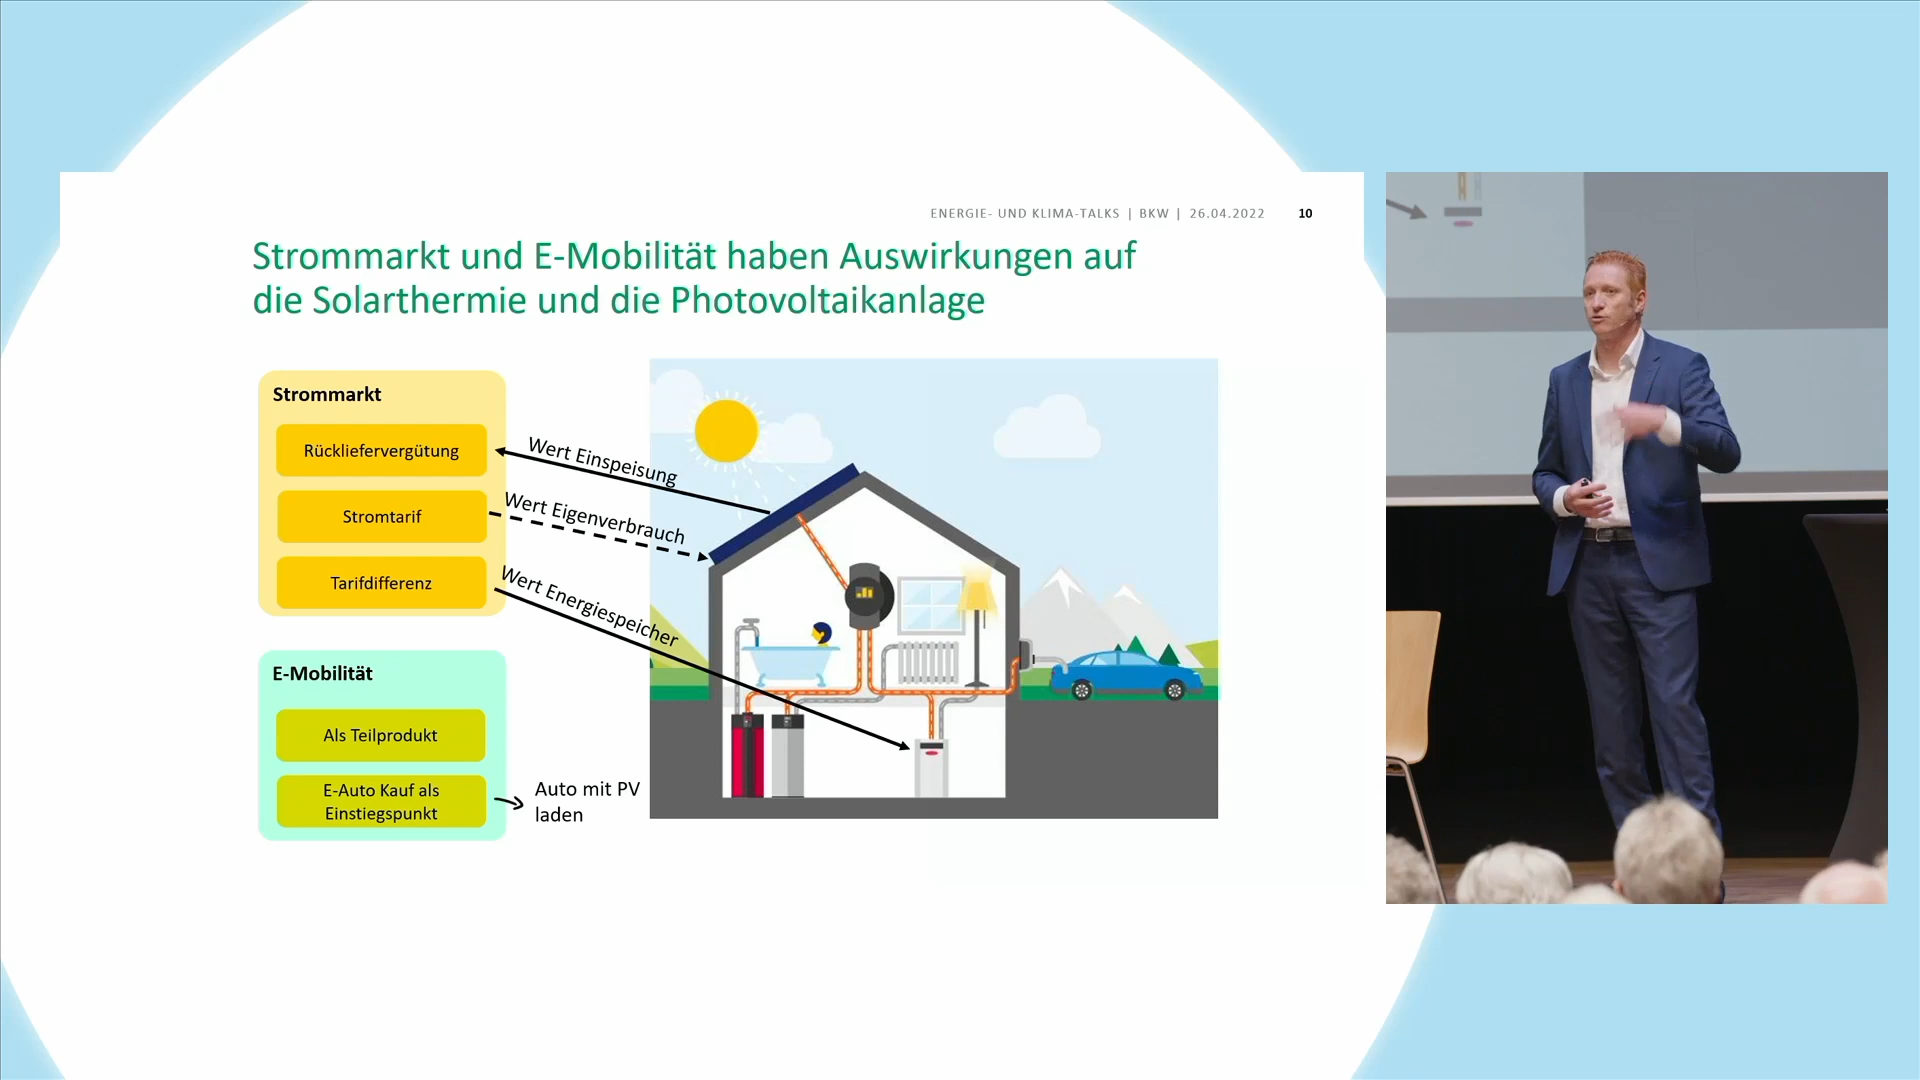 ENERGIE- UND KLIMA-TALKS | BKW | 26.04.2022 10
Strommarkt und E-Mobilität haben Auswirkungen auf
die Solarthermie und die Photovoltaikanlage
Strommarkt
Rückliefervergütung
Stromtarif
Tarifdifferenz
Wert Einspeisung
Wert Eigenverbrauch
Wert Energiespeicher
E-Mobilität
Als Teilprodukt
E-Auto Kauf als
Einstiegspunkt
Auto mit PV
laden